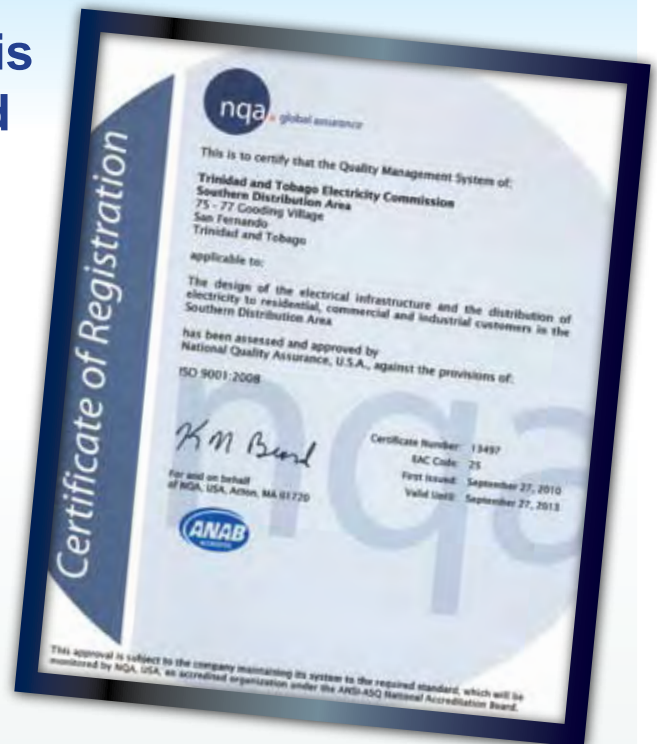 is
d
nqa. global assurance
Certificate of Registration
This is to certify that the Quality Management System of:
Trinidad and Tobago Electricity Commission
Southern Distribution Area
75 - 77 Gooding Village
San Fernando
Trinidad and Tobago
applicable to:
The design of the electrical infrastructure and the distribution of
electricity to residential, commercial and industrial customers in the
Southern Distribution Area
has been assessed and approved by
National Quality Assurance, U.S.A., against the provisions of:
ISO 9001:2008
nqa
K M Beard
For and on behalf
of NQA, USA, Acton, MA 01720
Certificate Number: 13497
EAC Code: 25
First Issued: September 27, 2010
Valid Until: September 27, 2013
ANAB
ACCREDITED
This approval is subject to the company maintaining its system to the required standard, which will be
monitored by NQA, USA, an accredited organization under the ANSI-ASQ National Accreditation Board.